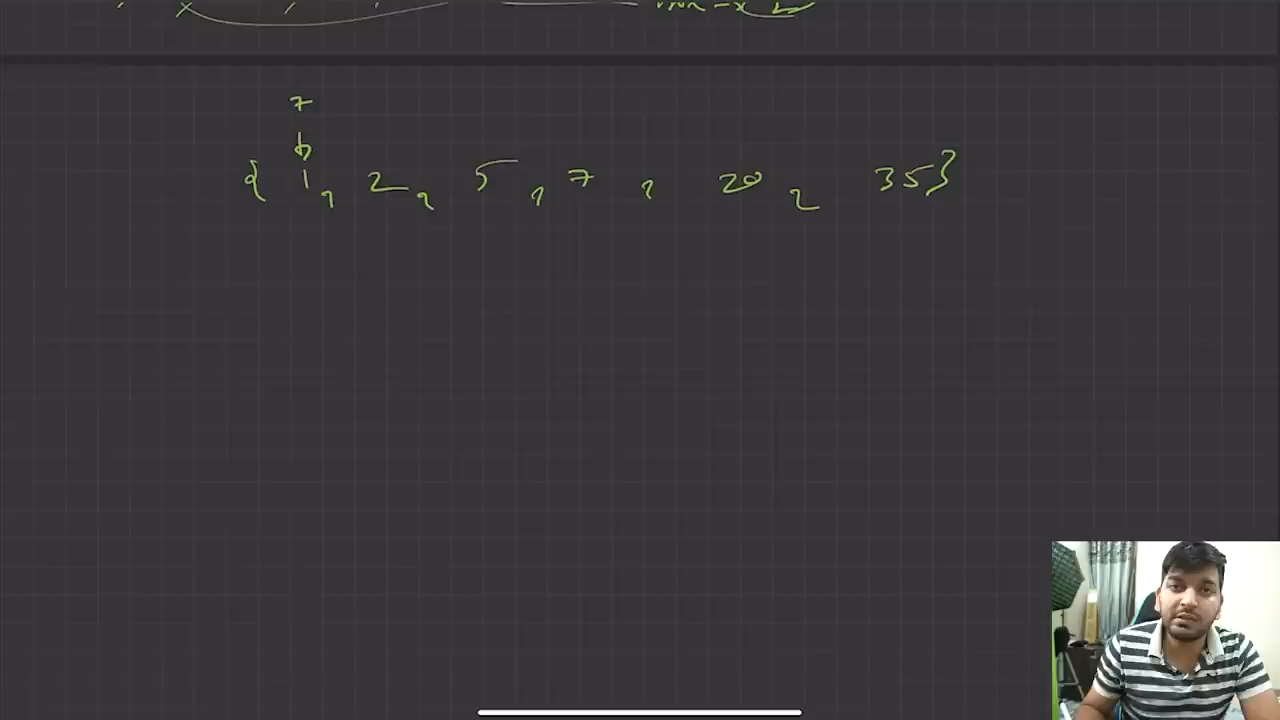 7
{ 1, 2, 5, 7, 20, 35}